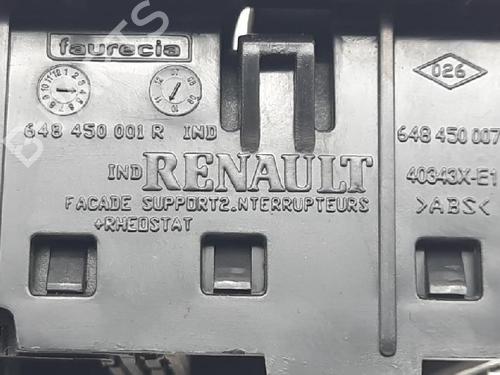 faurecia
026
648 450 001 R IND
648 450 007
IND RENAULT
40343X-E1
FACADE SUPPORT2.NTERRUPTEURS
>ABS<
+RHEOSTAT